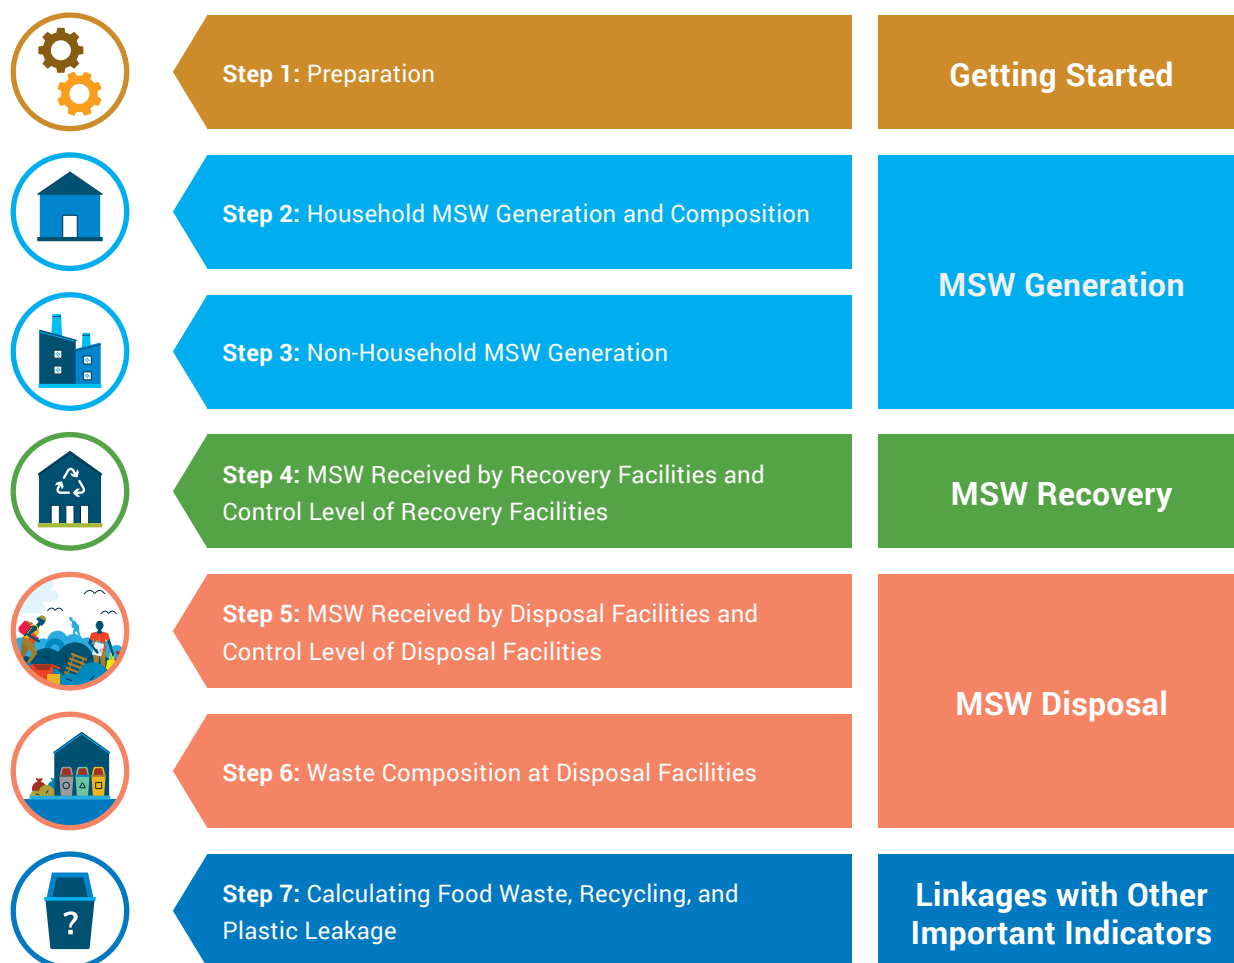 Step 1: Preparation
Getting Started
Step 2: Household MSW Generation and Composition
MSW Generation
Step 3: Non-Household MSW Generation
Step 4: MSW Received by Recovery Facilities and
Control Level of Recovery Facilities
MSW Recovery
Step 5: MSW Received by Disposal Facilities and
Control Level of Disposal Facilities
MSW Disposal
Step 6: Waste Composition at Disposal Facilities
?
Step 7: Calculating Food Waste, Recycling, and
Plastic Leakage
Linkages with Other
Important Indicators